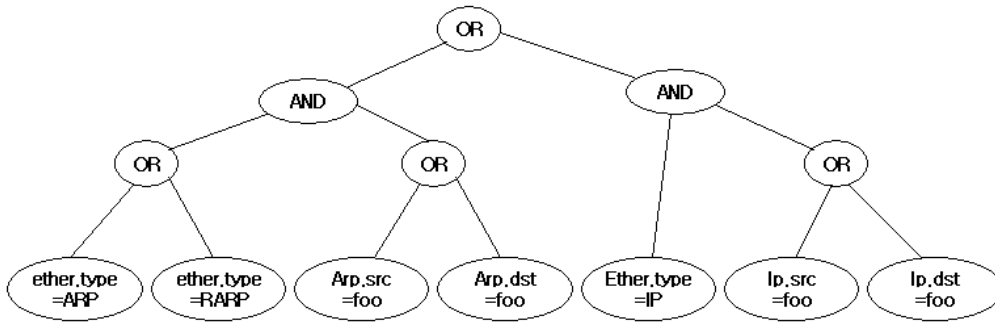 OR
AND
AND
OR
OR
OR
ether.type
=ARP
ether.type
=RARP
Arp.src
=foo
Arp.dst
=foo
Ether.type
=IP
Ip.src
=foo
Ip.dst
=foo